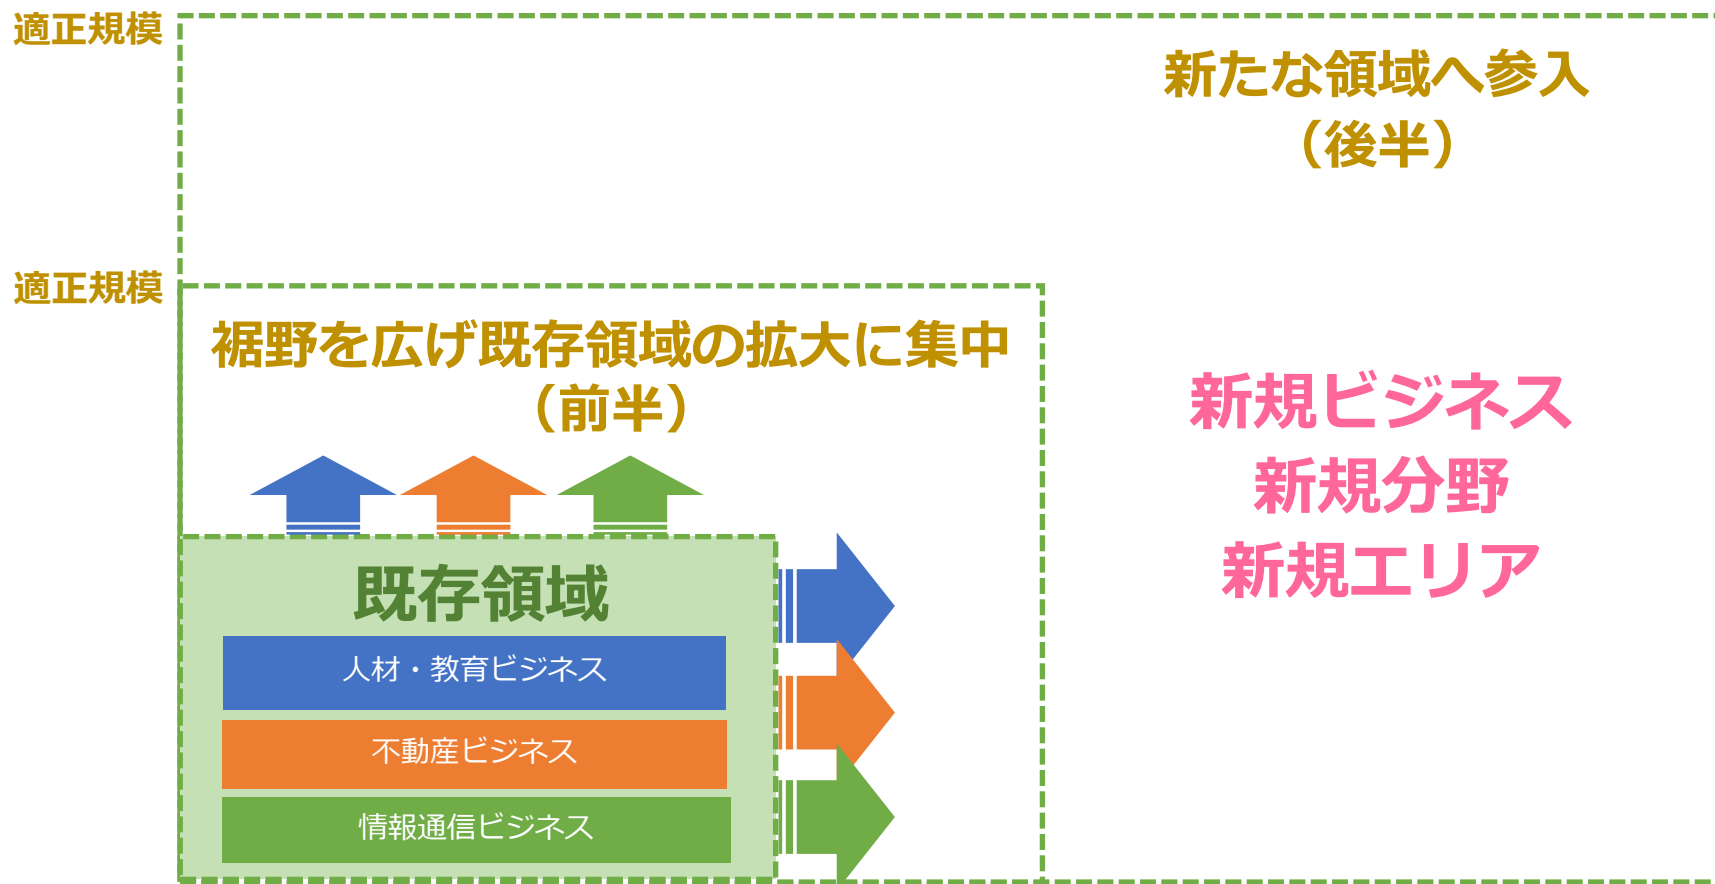 適正規模
新たな領域へ参入
（後半）
適正規模
裾野を広げ既存領域の拡大に集中
（前半）
新規ビジネス
新規分野
新規エリア
既存領域
人材・教育ビジネス
不動産ビジネス
情報通信ビジネス